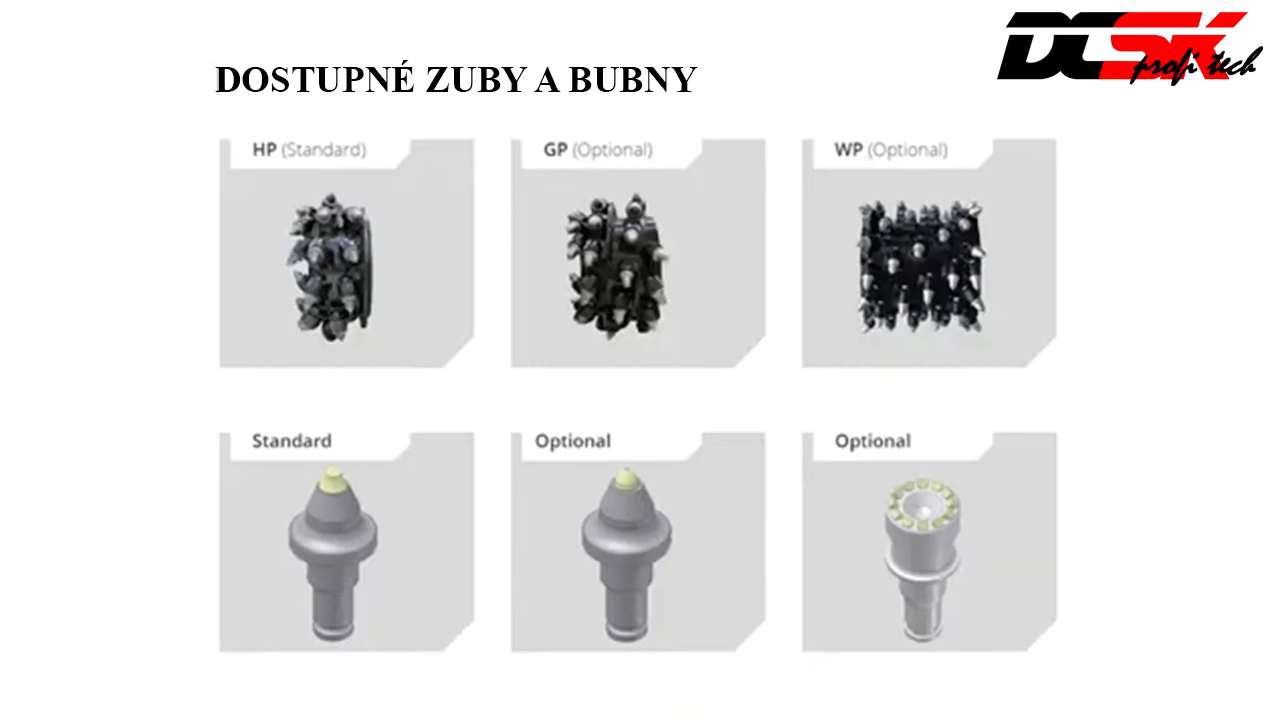 DCSK
profi tech
DOSTUPNÉ ZUBY A BUBNY
HP (Standard)
GP (Optional)
WP (Optional)
Standard
Optional
Optional